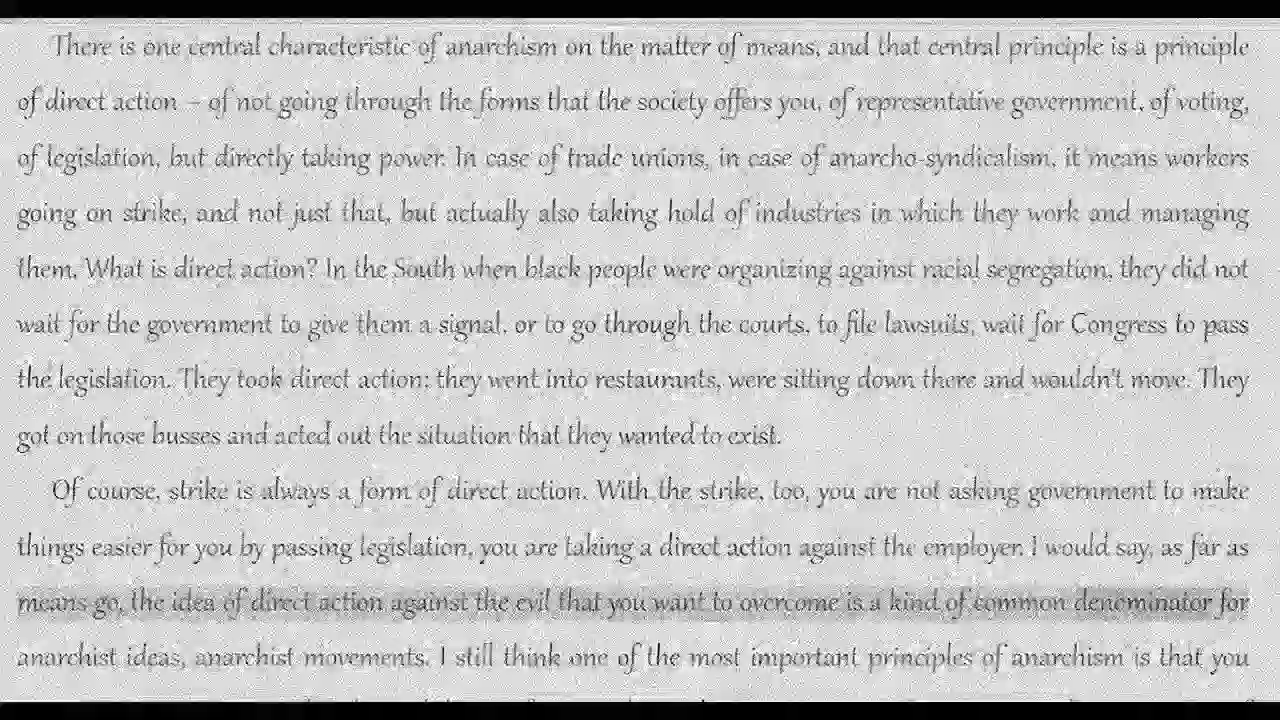 There is one central characteristic of anarchism on the matter of means, and that central principle is a principle
of direct action – of not going through the forms that the society offers you, of representative government, of voting,
of legislation, but directly taking power. In case of trade unions, in case of anarcho-syndicalism, it means workers
going on strike, and not just that, but actually also taking hold of industries in which they work and managing
them. What is direct action? In the South when black people were organizing against racial segregation, they did not
wait for the government to give them a signal, or to go through the courts, to file lawsuits, wait for Congress to pass
the legislation. They took direct action; they went into restaurants, were sitting down there and wouldn't move. They
got on those busses and acted out the situation that they wanted to exist.
Of course, strike is always a form of direct action. With the strike, too, you are not asking government to make
things easier for you by passing legislation, you are taking a direct action against the employer. I would say, as far as
means go, the idea of direct action against the evil that you want to overcome is a kind of common denominator for
anarchist ideas, anarchist movements. I still think one of the most important principles of anarchism is that you